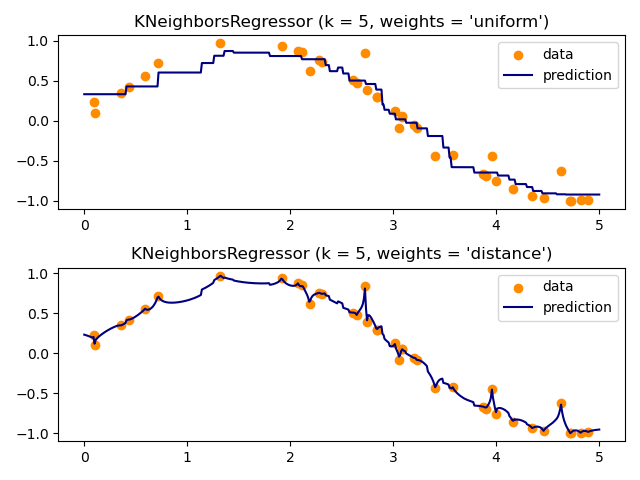 KNeighborsRegressor (k = 5, weights = 'uniform')
1.0
0.5
0.0
−0.5
−1.0
0 1 2 3 4 5
data
prediction
KNeighborsRegressor (k = 5, weights = 'distance')
1.0
0.5
0.0
−0.5
−1.0
0 1 2 3 4 5
data
prediction